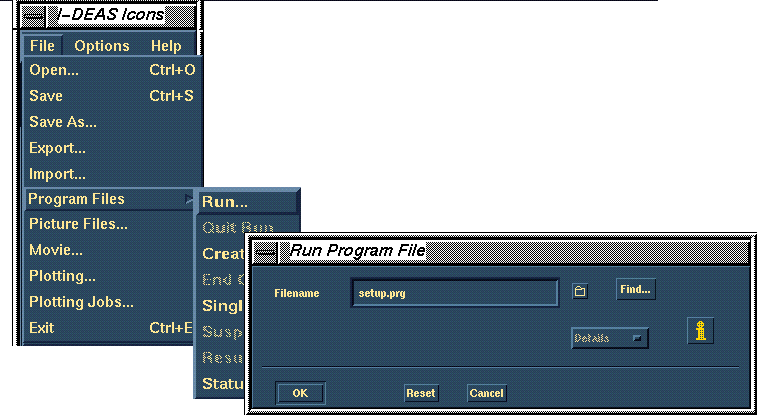 I-DEAS Icons
File Options Help
Open... Ctrl+O
Save Ctrl+S
Save As...
Export...
Import...
Program Files
Picture Files...
Movie...
Plotting...
Plotting Jobs...
Exit Ctrl+E
Run...
Quit Run
Creat
End
Singl
Susp
Resu
Statu
Run Program File
Filename setup.prg Find...
Details
OK Reset Cancel